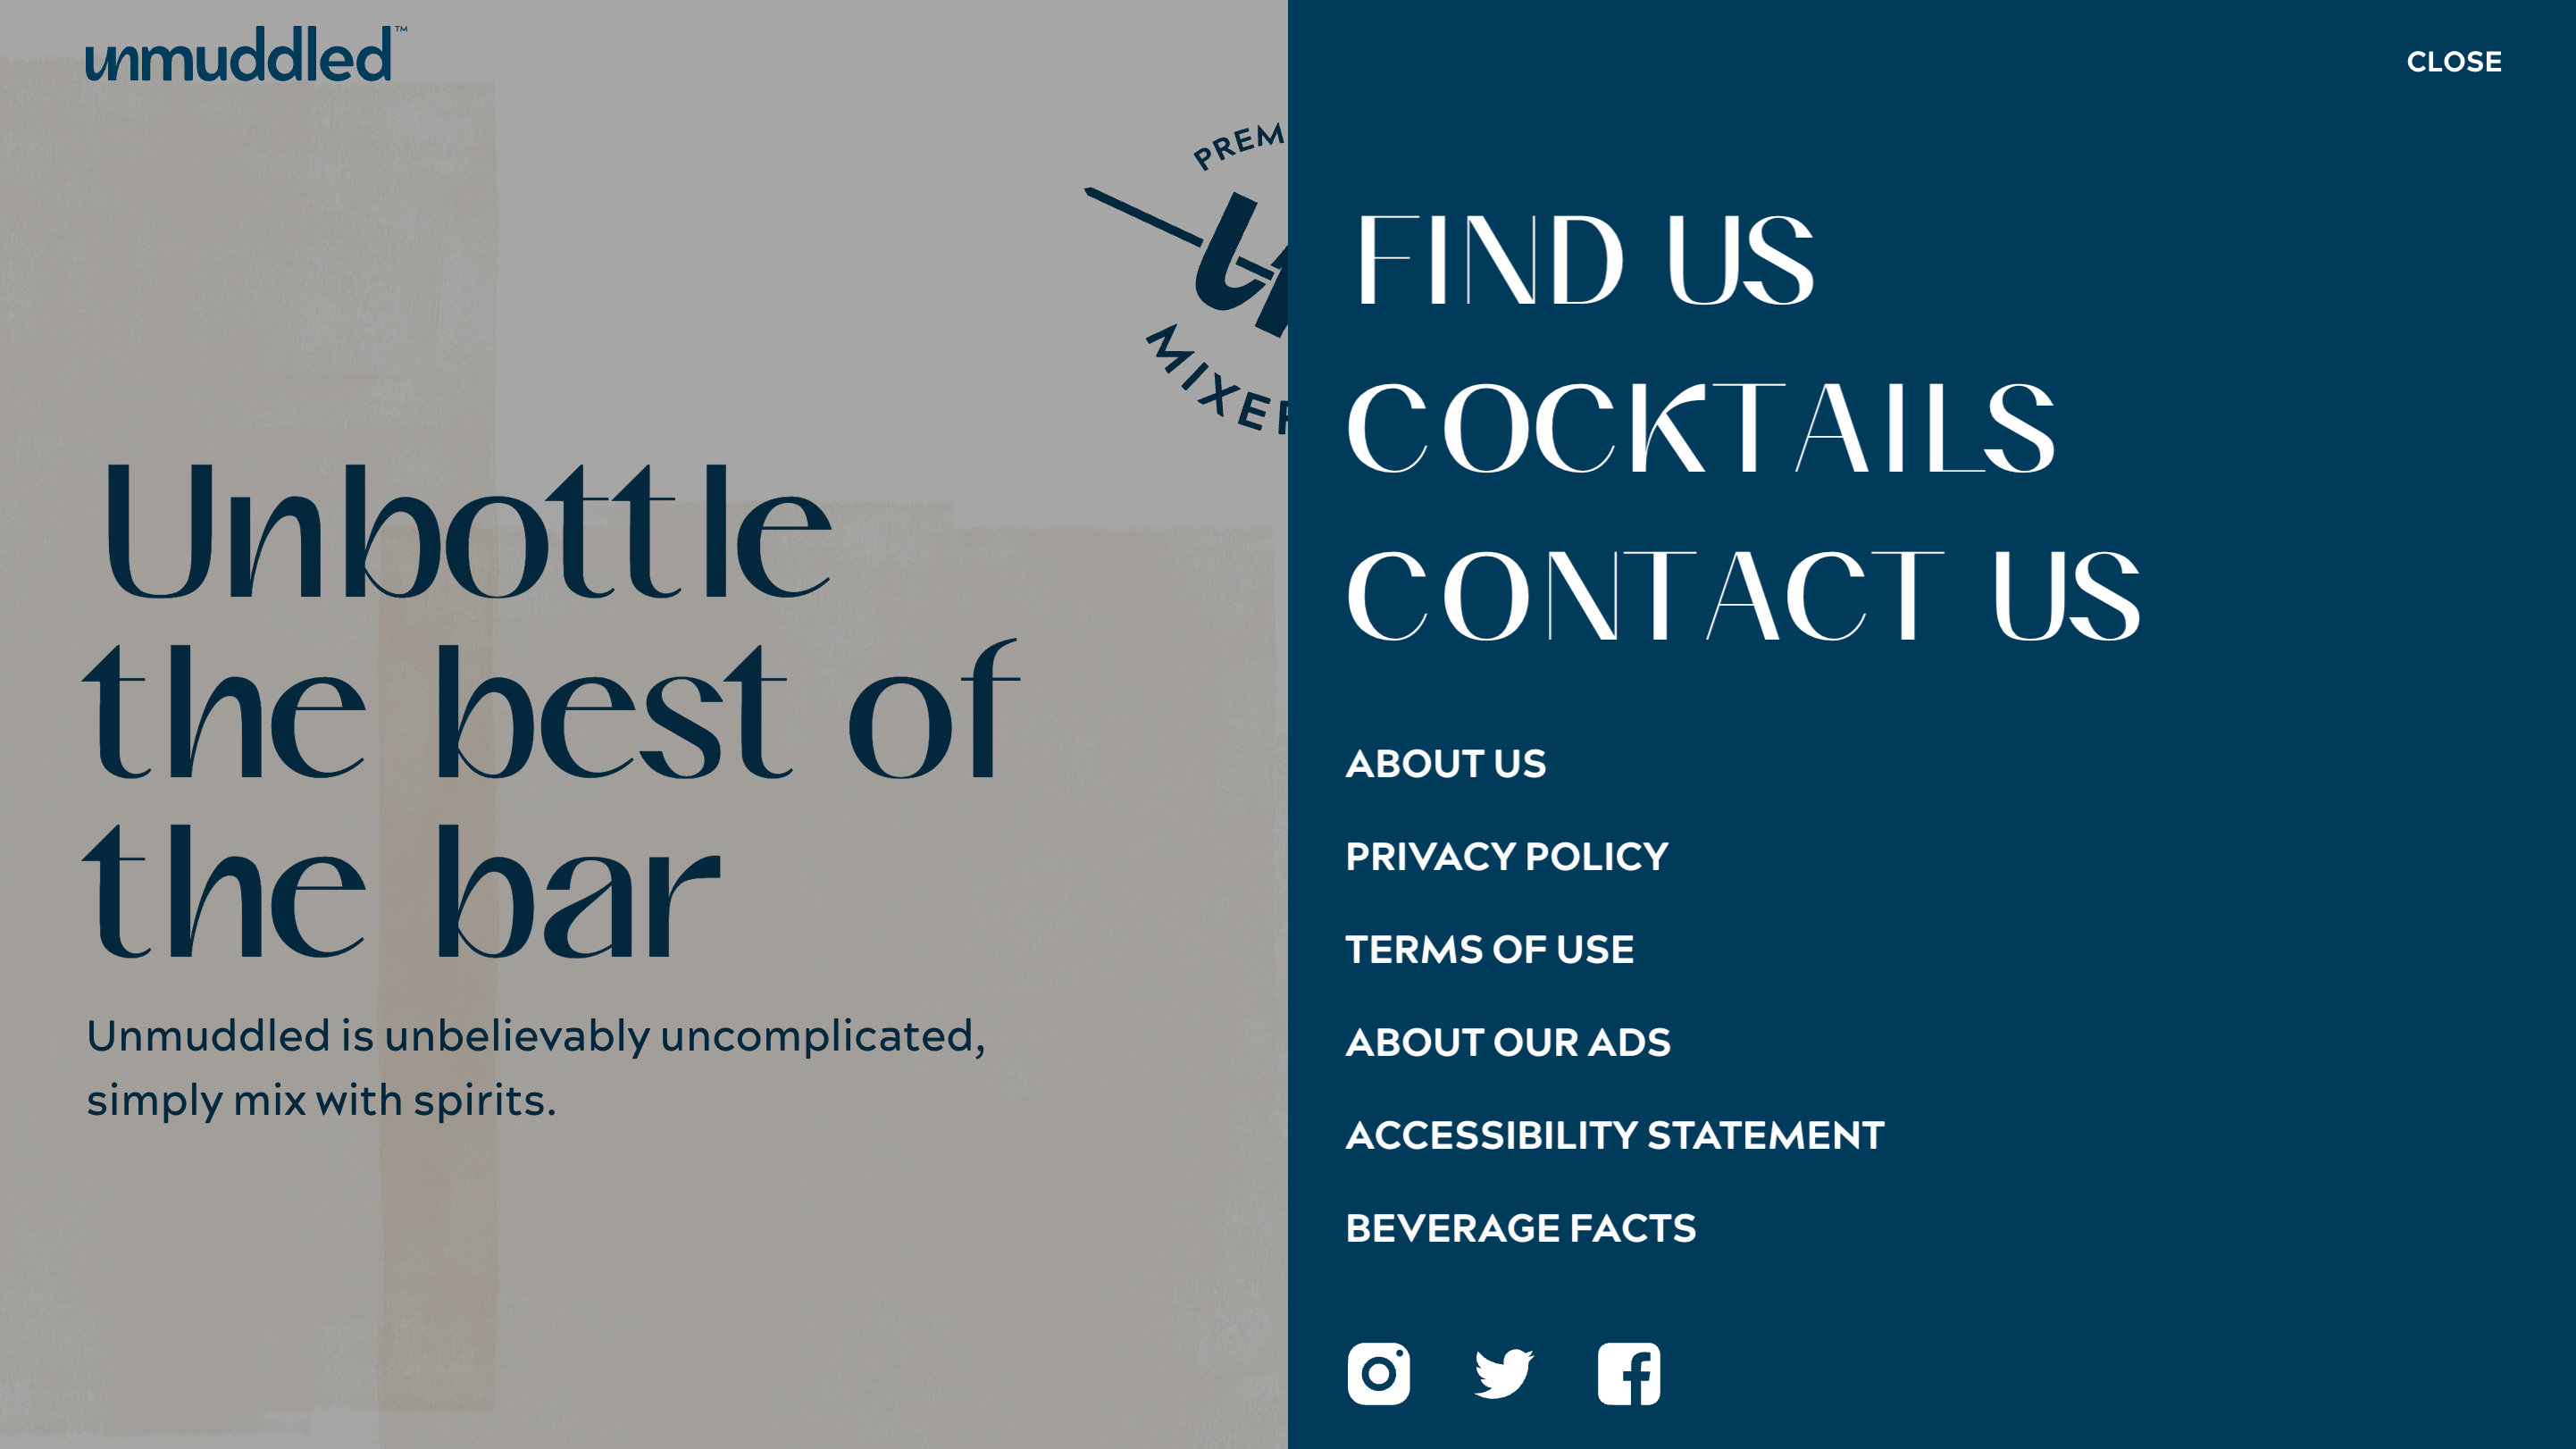 unmuddled™
CLOSE
MIXER
Unbottle
the best of
the bar
Unmuddled is unbelievably uncomplicated,
simply mix with spirits.
FIND US
COCKTAILS
CONTACT US
ABOUT US
PRIVACY POLICY
TERMS OF USE
ABOUT OUR ADS
ACCESSIBILITY STATEMENT
BEVERAGE FACTS